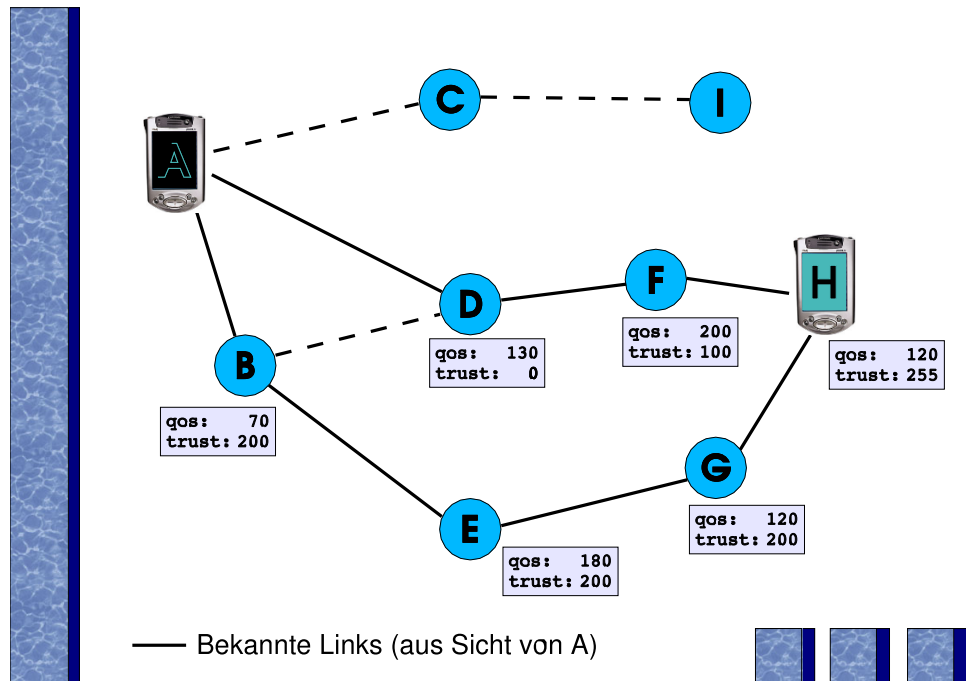 C
I
A
D
F
H
B
qos: 130
trust: 0
qos: 200
trust: 100
qos: 120
trust: 255
qos: 70
trust: 200
G
E
qos: 120
trust: 200
qos: 180
trust: 200
Bekannte Links (aus Sicht von A)